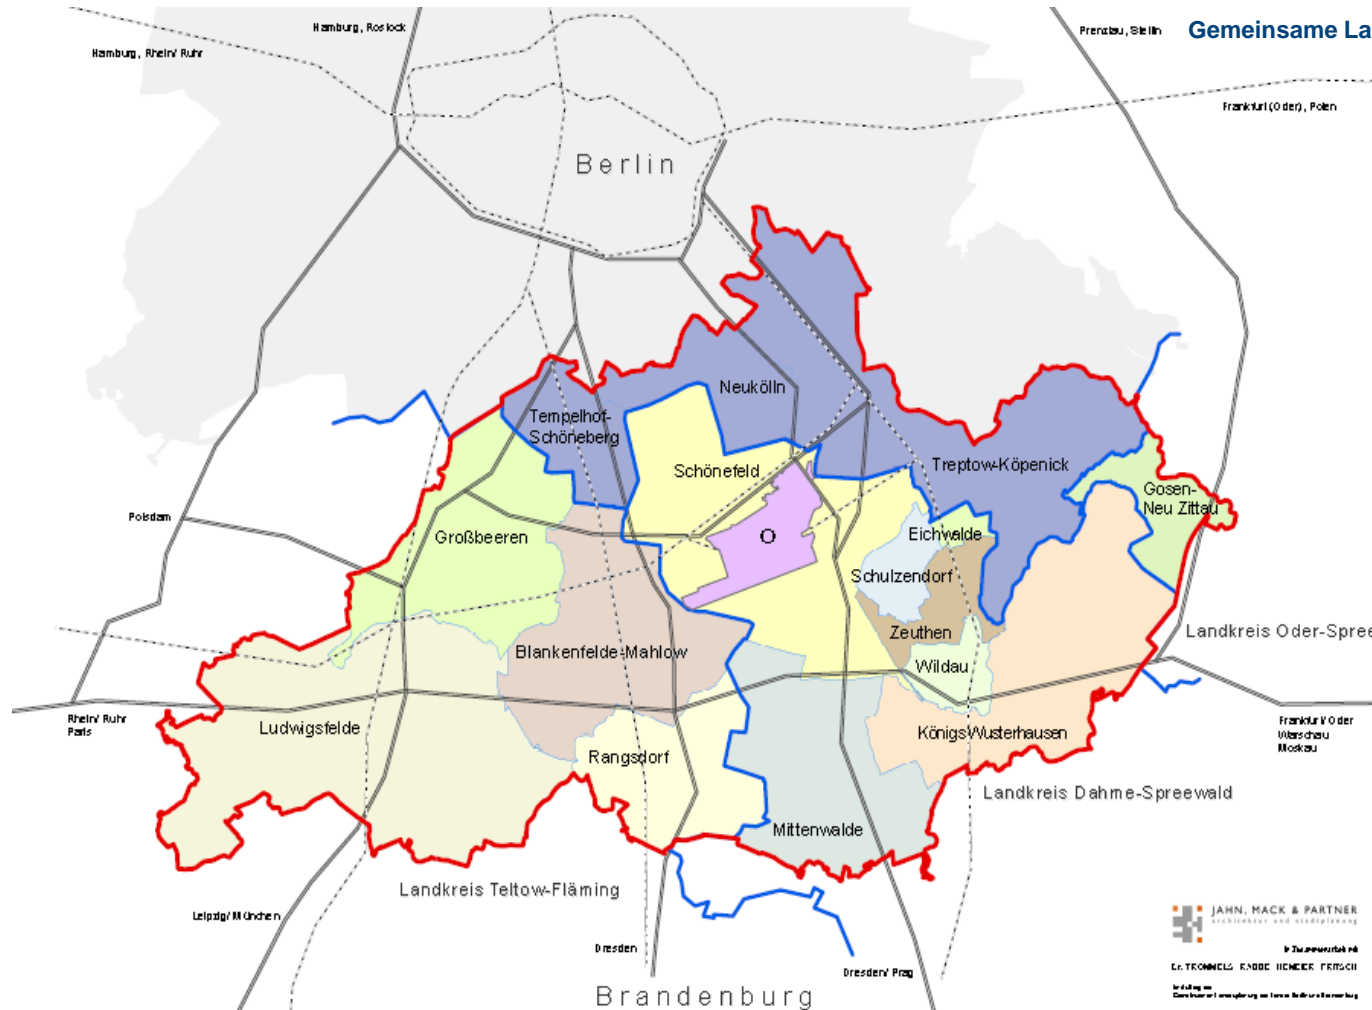 Hamburg, Rostock
Prenzlau, Stettin
Gemeinsame La
Hamburg, Rhein/ Ruhr
Frankfurt (Oder), Polen
Berlin
Neukölln
Tempelhof-
Schöneberg
Schönefeld
Treptow-Köpenick
Gosen-
Neu Zittau
Potsdam
Großbeeren
O
Eichwalde
Schulzendorf
Zeuthen
Landkreis Oder-Spree
Blankenfelde-Mahlow
Wildau
Rhein/ Ruhr
Paris
Ludwigsfelde
Königs Wusterhausen
Frankfurt/ Oder
Warschau
Moskau
Rangsdorf
Landkreis Dahme-Spreewald
Mittenwalde
Landkreis Teltow-Fläming
Leipzig/ München
Dresden
Dresden/ Prag
Brandenburg
JAHN, MACK & PARTNER
architektur und stadtplanung